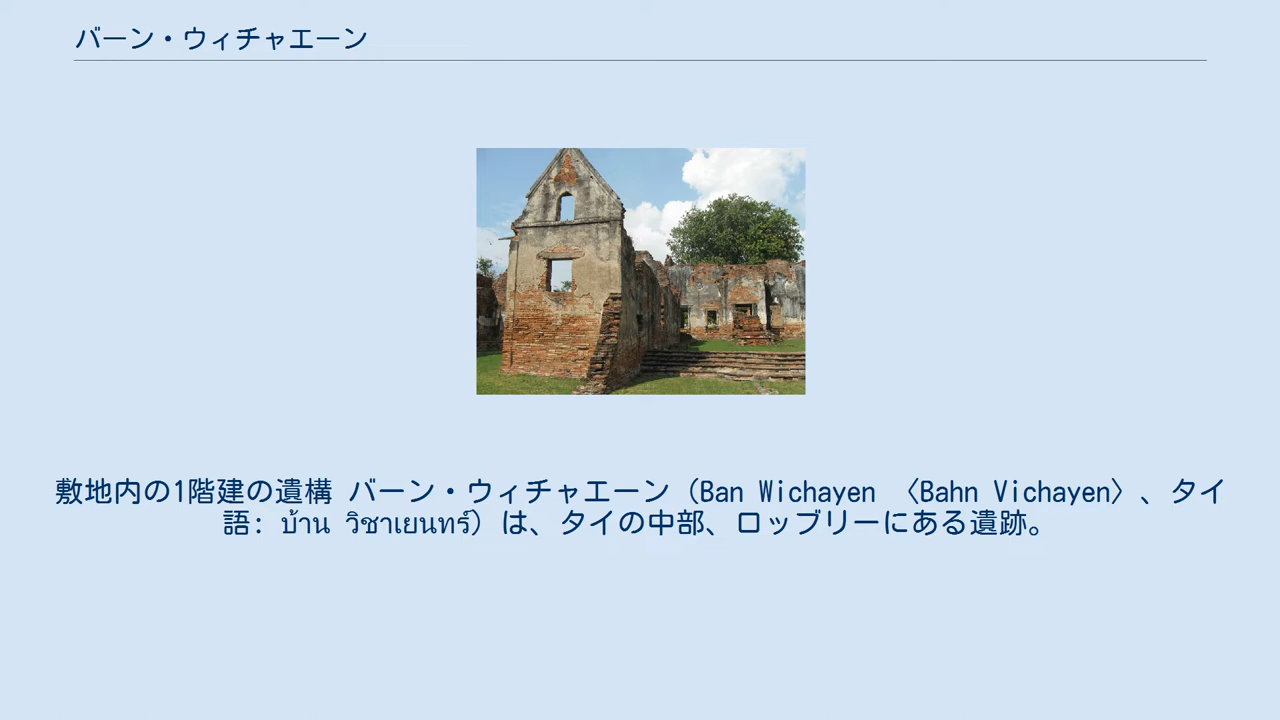 バーン・ウィチャエーン
敷地内の1階建の遺構 バーン・ウィチャエーン（Ban Wichayen 〈Bahn Vichayen〉、タイ
語: บ้าน วิชาเยนทร์）は、タイの中部、ロッブリーにある遺跡。